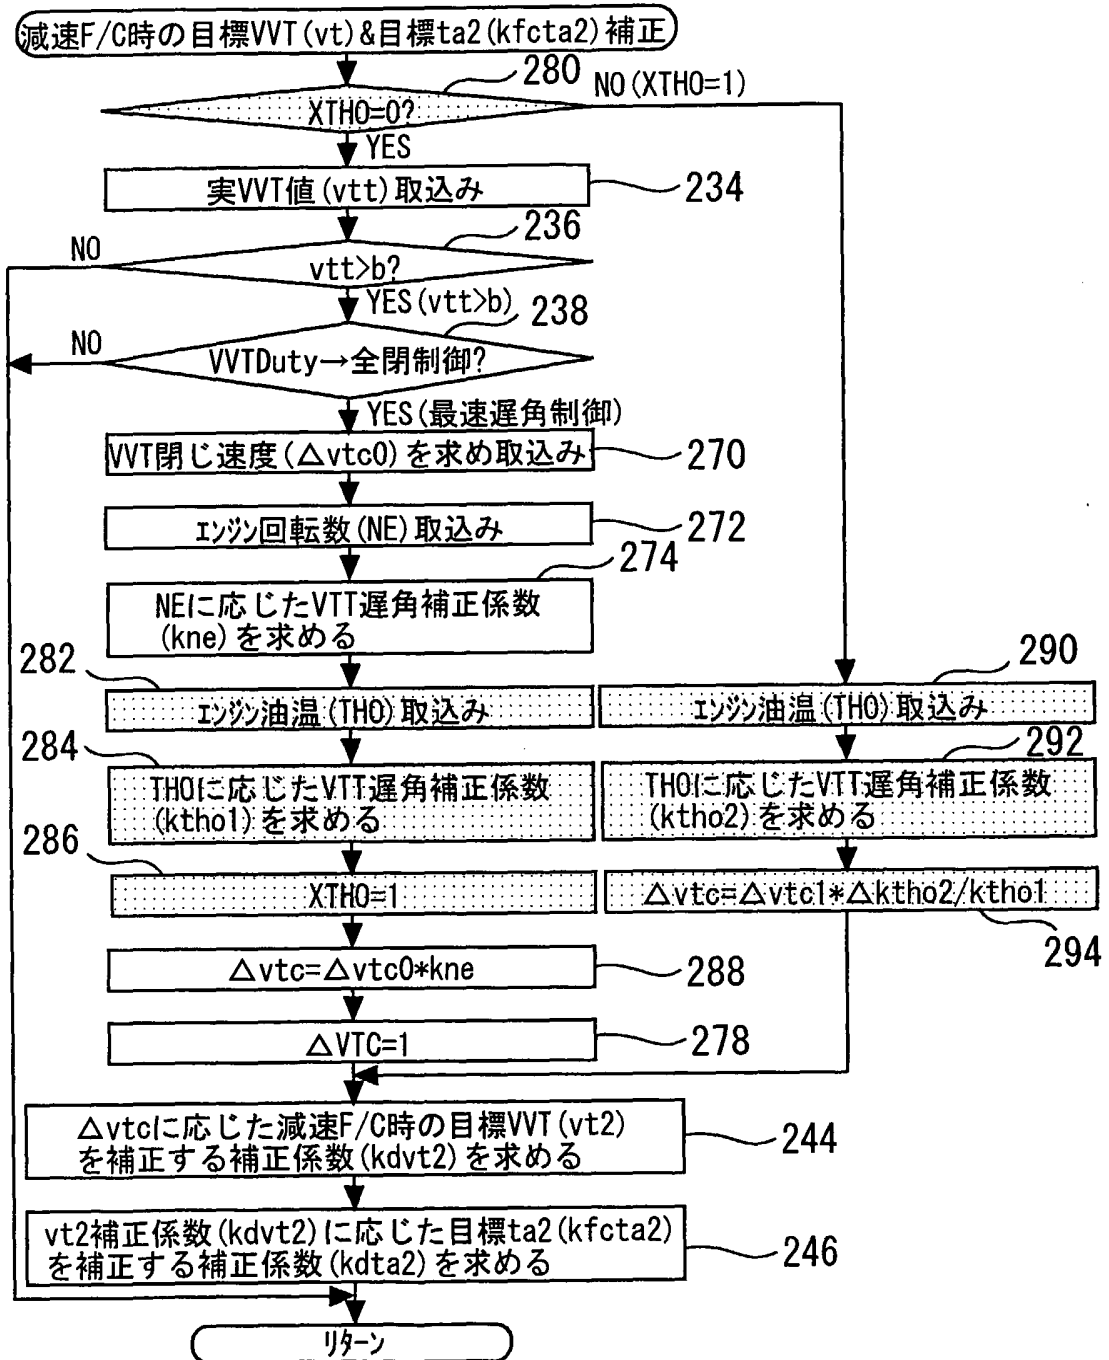 減速F/C時の目標VVT(vt)&目標ta2(kfcta2)補正
280
NO(XTHO=1)
XTHO=0?
YES
実VVT値(vtt)取込み
234
236
NO
vtt>b?
YES(vtt>b)
238
NO
VVTDuty→全閉制御?
YES(最速遅角制御)
VVT閉じ速度(△vtc0)を求め取込み
270
エンジン回転数(NE)取込み
272
274
NEに応じたVTT遅角補正係数
(kne)を求める
282
エンジン油温(THO)取込み
284
THOに応じたVTT遅角補正係数
(ktho1)を求める
286
XTHO=1
△vtc=△vtc0*kne
288
△VTC=1
278
290
エンジン油温(THO)取込み
292
THOに応じたVTT遅角補正係数
(ktho2)を求める
△vtc=△vtc1*△ktho2/ktho1
294
△vtcに応じた減速F/C時の目標VVT(vt2)
を補正する補正係数(kdvt2)を求める
244
vt2補正係数(kdvt2)に応じた目標ta2(kfcta2)
を補正する補正係数(kdta2)を求める
246
リターン